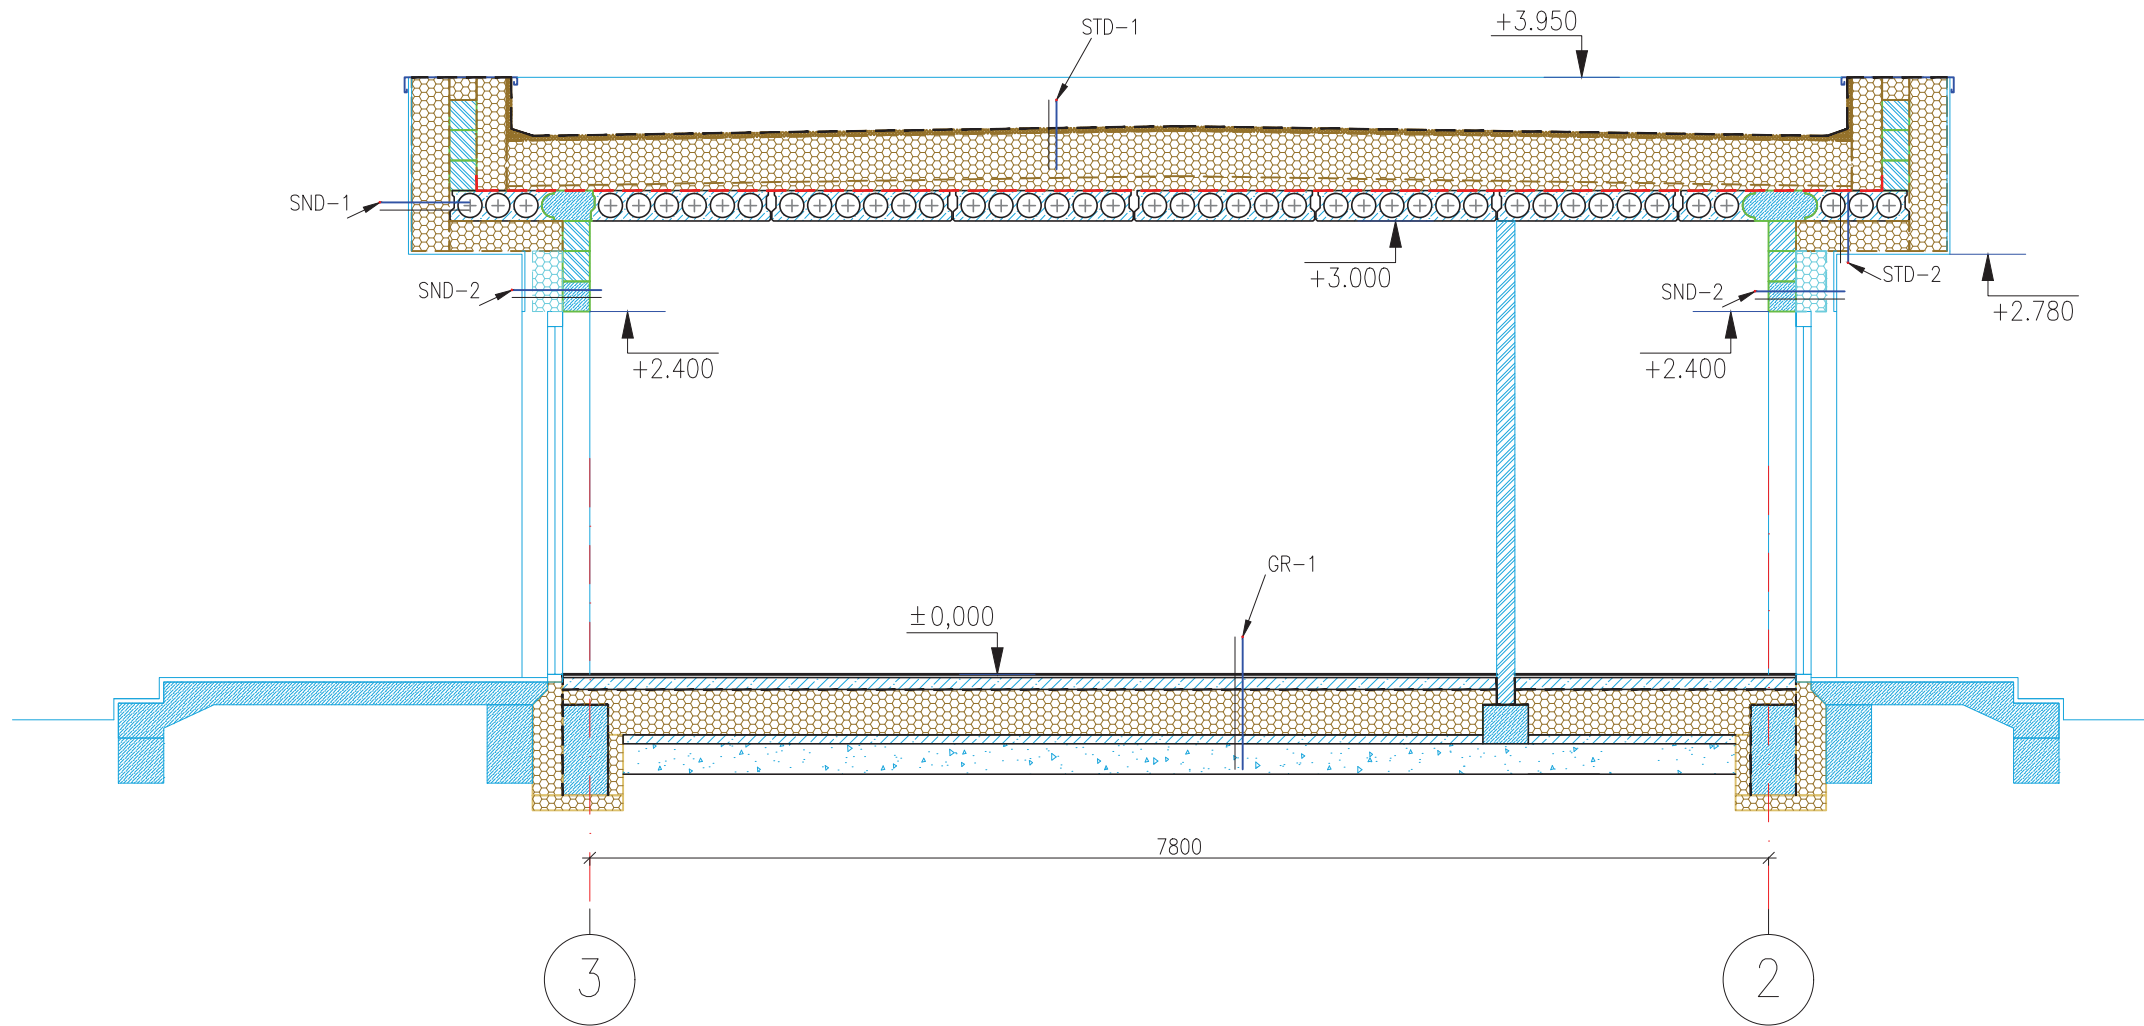 +3.950
STD-1
SND-1
+3.000
STD-2
SND-2
SND-2
+2.780
+2.400
+2.400
GR-1
±0,000
7800
3
2